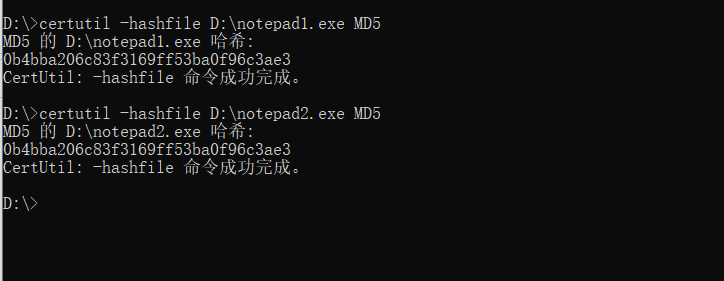 D:\>certutil -hashfile D:\notepad1.exe MD5
MD5 的 D:\notepad1.exe 哈希:
0b4bba206c83f3169ff53ba0f96c3ae3
CertUtil: -hashfile 命令成功完成。
D:\>certutil -hashfile D:\notepad2.exe MD5
MD5 的 D:\notepad2.exe 哈希:
0b4bba206c83f3169ff53ba0f96c3ae3
CertUtil: -hashfile 命令成功完成。
D:\>